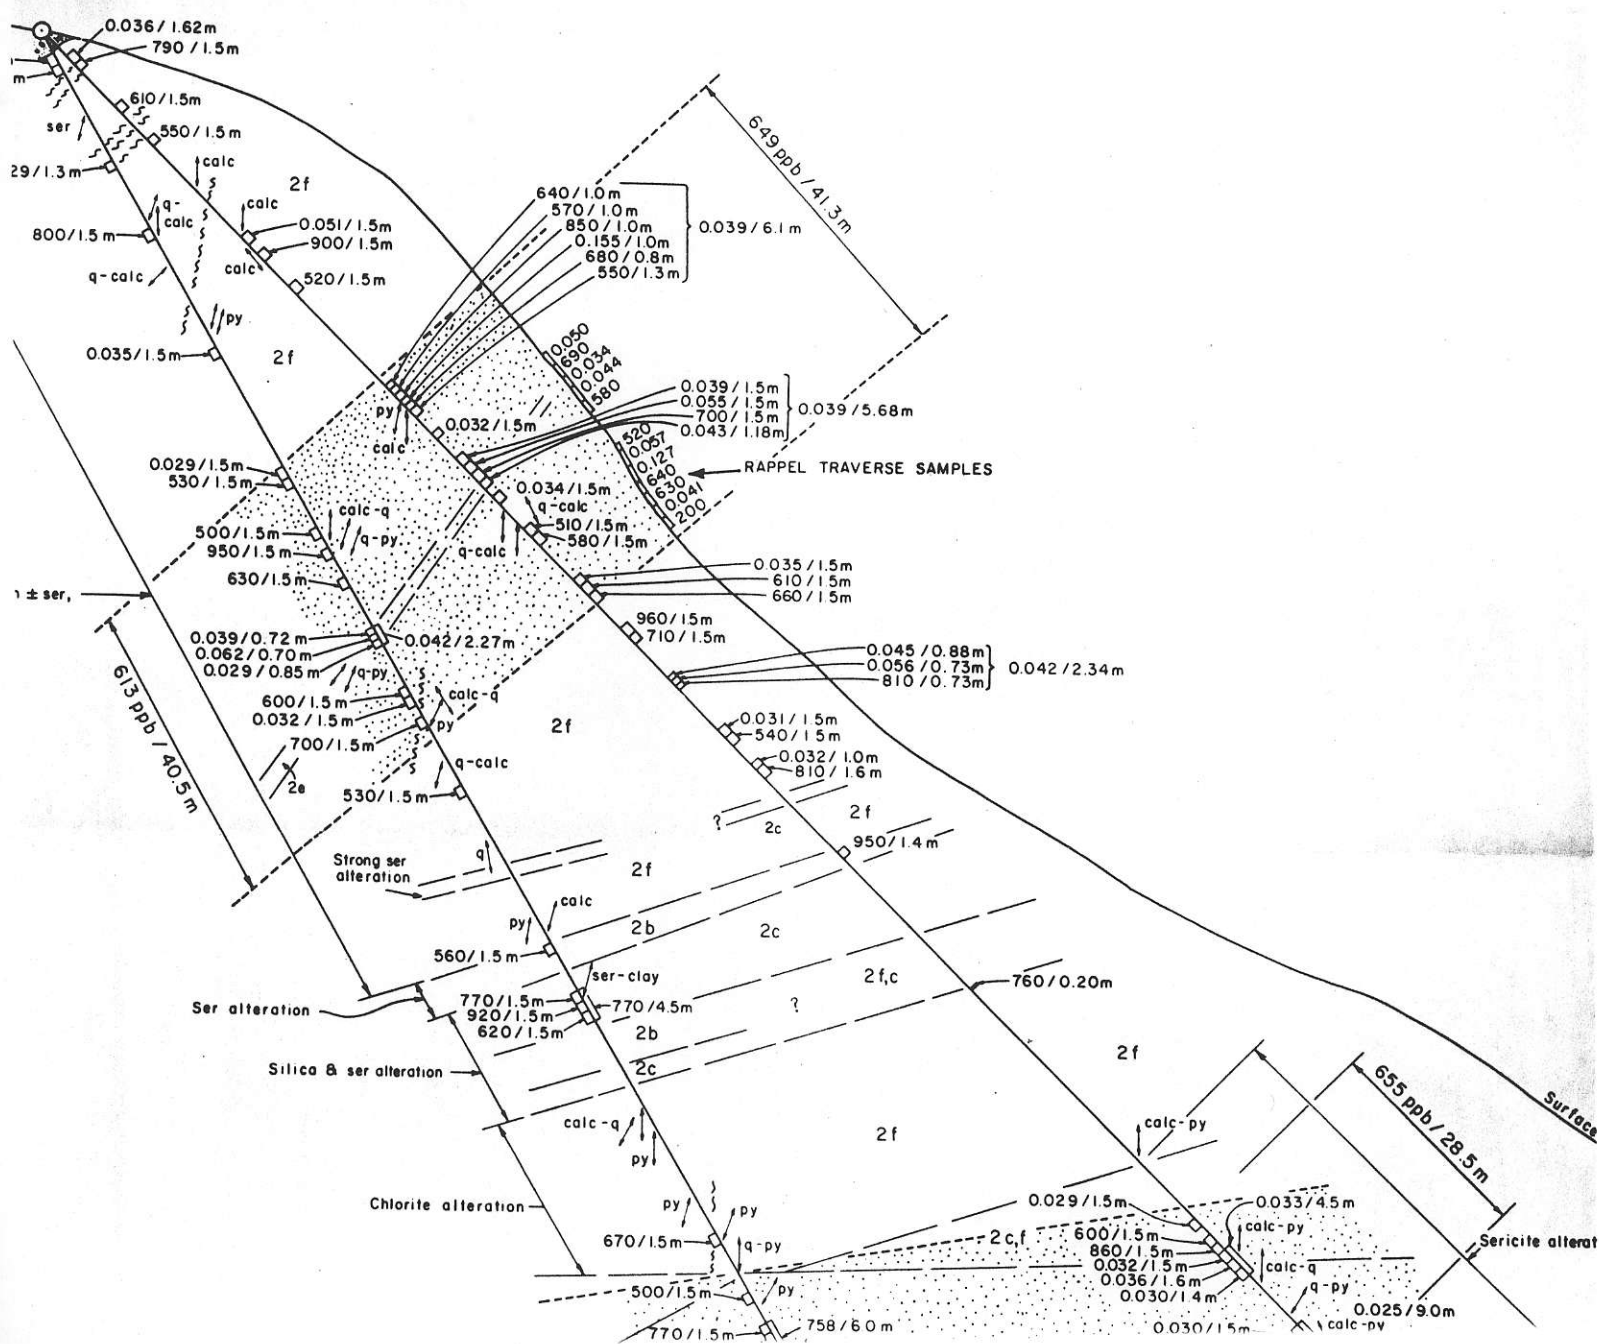 0.036 / 1.62m
790 / 1.5m
m
610/1.5m
ser
550/1.5m
29/1.3m
calc
2f
q-calc
calc
0.051/1.5m
900/1.5m
800/1.5m
calc
q-calc
520/1.5m
py
0.035/1.5m
2f
649 ppb / 41.3m
640/1.0m
570/1.0m
850/1.0m
0.155/1.0m
680/0.8m
550/1.3m
0.039/6.1m
0.050
690
0.034
0.044
580
py
calc
0.032/1.5m
0.039/1.5m
0.055/1.5m
700/1.5m
0.043/1.18m
0.039/5.68m
520
0.057
0.127
640
630
0.041
200
RAPPEL TRAVERSE SAMPLES
0.029/1.5m
530/1.5m
0.034/1.5m
q-calc
510/1.5m
580/1.5m
calc-q
500/1.5m
q-py
950/1.5m
q-calc
630/1.5m
± ser,
0.035/1.5m
610/1.5m
660/1.5m
960/1.5m
710/1.5m
0.039/0.72m
0.062/0.70m
0.029/0.85m
0.042/2.27m
q-py
0.045/0.88m
0.056/0.73m
810/0.73m
0.042/2.34m
600/1.5m
0.032/1.5m
calc-q
py
700/1.5m
613 ppb / 40.5m
2f
0.031/1.5m
540/1.5m
0.032/1.0m
810/1.6m
2e
q-calc
530/1.5m
?
2c
2f
950/1.4m
q
Strong ser
alteration
2f
calc
py
2b
2c
560/1.5m
ser-clay
2f,c
760/0.20m
770/1.5m
920/1.5m
620/1.5m
770/4.5m
?
Ser alteration
2b
2c
2f
Silica & ser alteration
calc-q
py
2f
calc-py
655 ppb / 28.5m
Surface
Chlorite alteration
py
py
670/1.5m
q-py
0.029/1.5m
0.033/4.5m
2c,f
600/1.5m
860/1.5m
0.032/1.5m
0.036/1.6m
0.030/1.4m
calc-py
calc-q
q-py
Sericite alterat
500/1.5m
py
0.025/9.0m
770/1.5m
758/6.0m
0.030/1.5m
calc-py